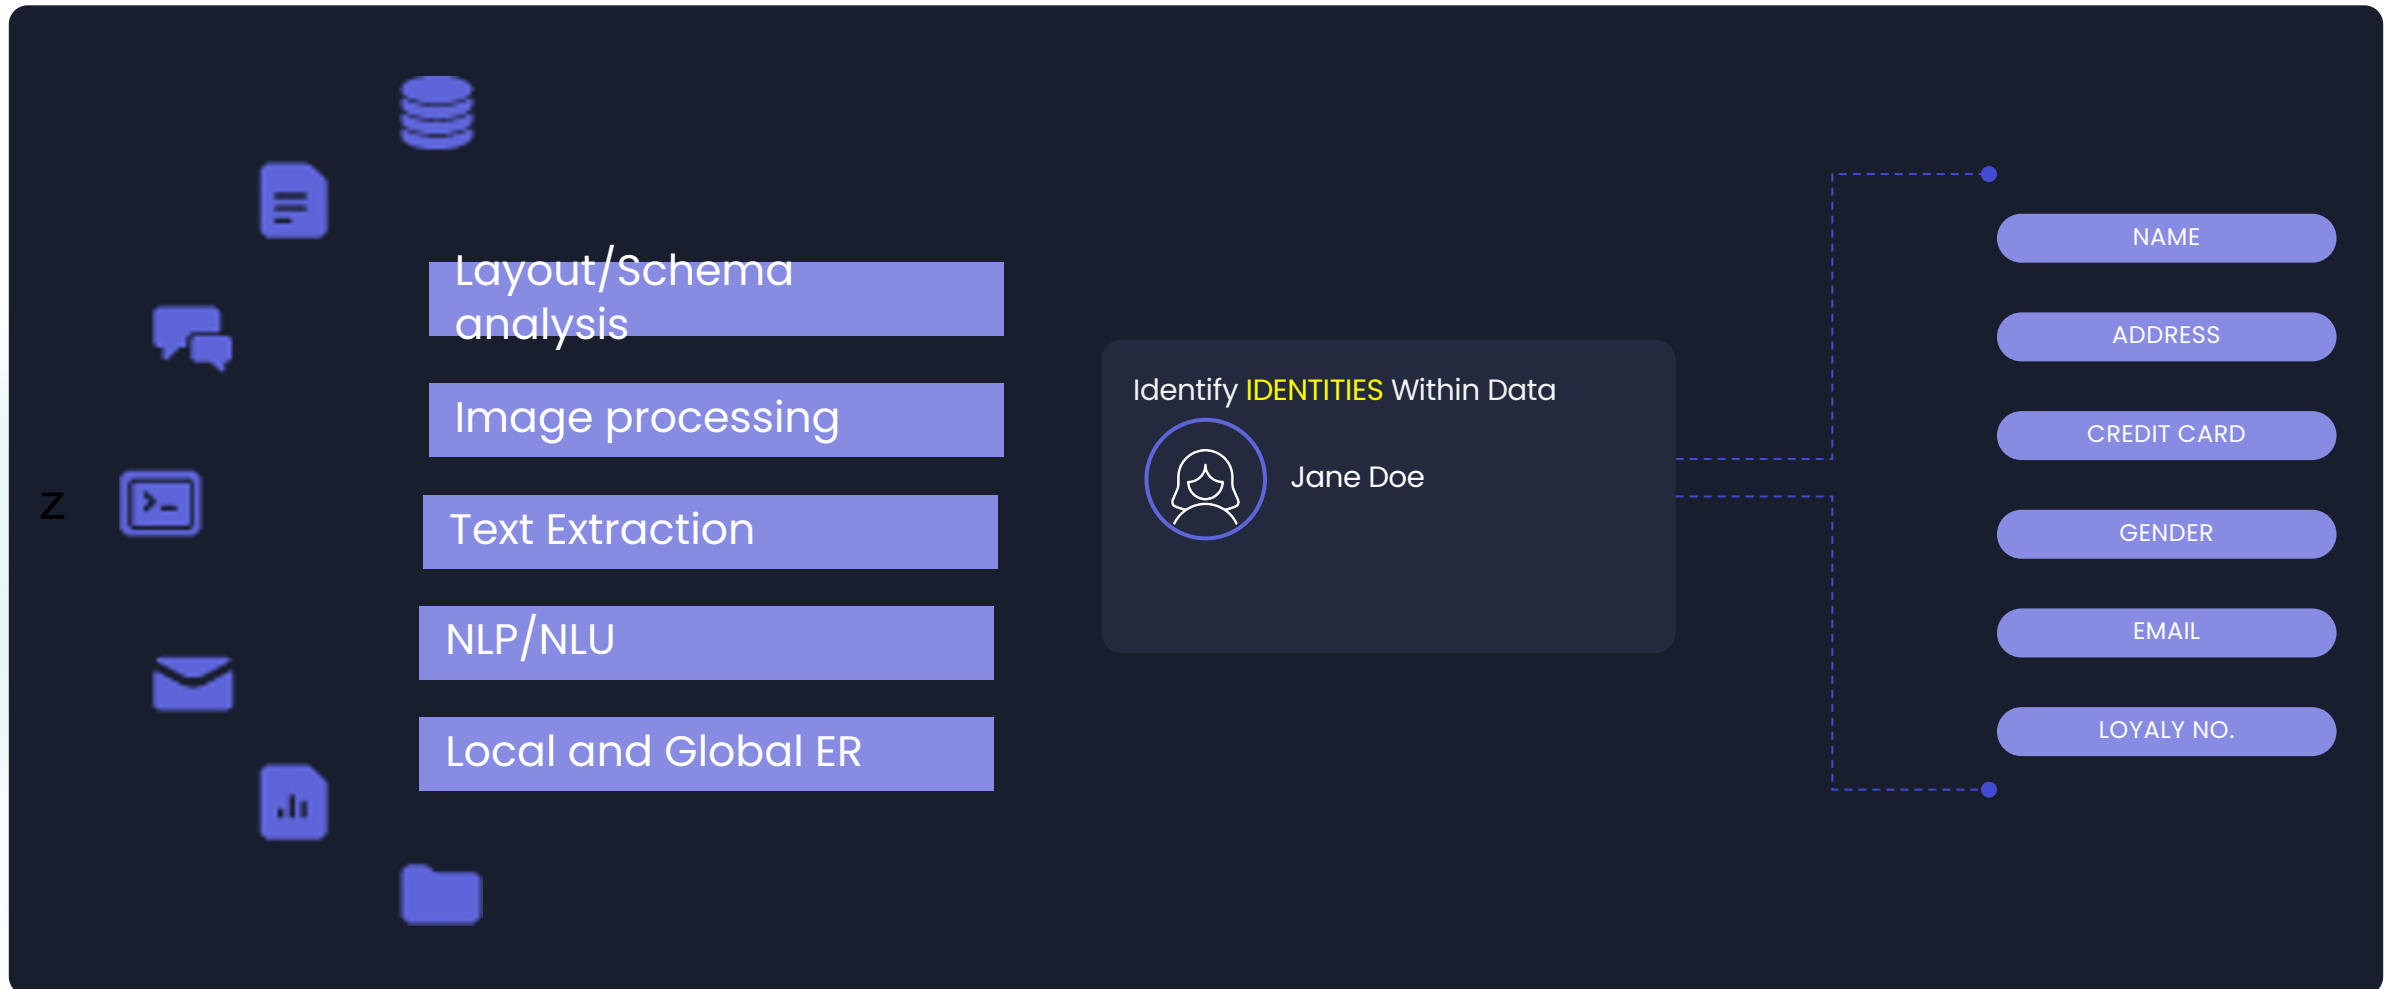 Layout/Schema
analysis
Image processing
Text Extraction
NLP/NLU
Local and Global ER
z
Identify IDENTITIES Within Data
Jane Doe
NAME
ADDRESS
CREDIT CARD
GENDER
EMAIL
LOYALY NO.